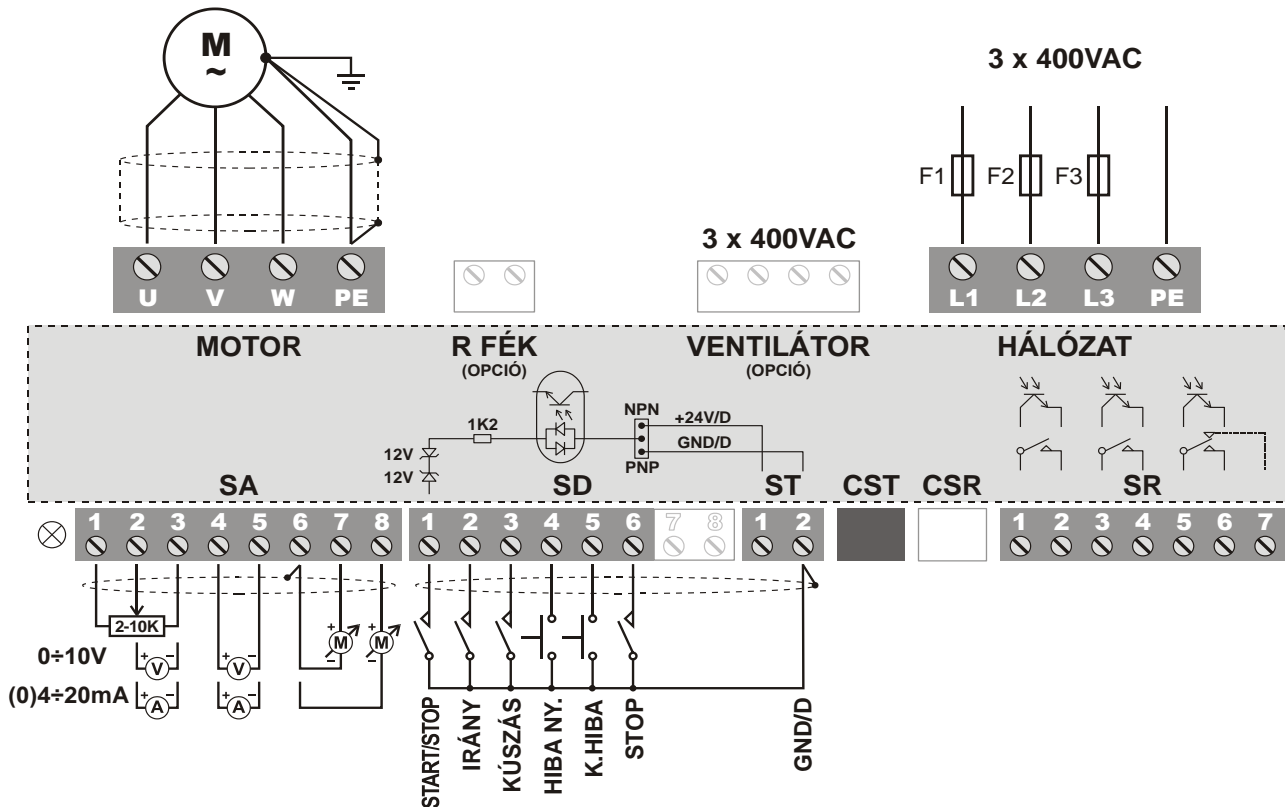 M
~
3 x 400VAC
F1 F2 F3
3 x 400VAC
U V W PE
L1 L2 L3 PE
MOTOR R FÉK VENTILÁTOR HÁLÓZAT
(OPCIÓ) (OPCIÓ)
NPN +24V/D
1K2
GND/D
12V
PNP
12V
SA SD ST CST CSR SR
1 2 3 4 5 6 7 8
1 2 3 4 5 6 7 8
1 2
1 2 3 4 5 6 7
2-10K
0÷10V
+ V −
+ V −
+ M −
+ M −
(0)4÷20mA
+ A −
+ A −
START/STOP
IRÁNY
KÚSZÁS
HIBA NY.
K.HIBA
STOP
GND/D